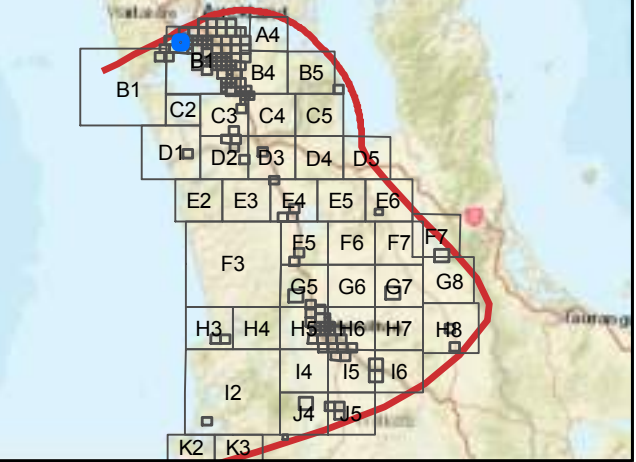 A4
B1 B4 B5
B1
C2 C3 C4 C5
D1 D2 D3 D4 D5
E2 E3 E4 E5 E6
F3 E5 F6 F7 F7
G5 G6 G7 G8
H3 H4 H5 H6 H7 H8
I2 I4 I5 I6
J4 J5
K2 K3